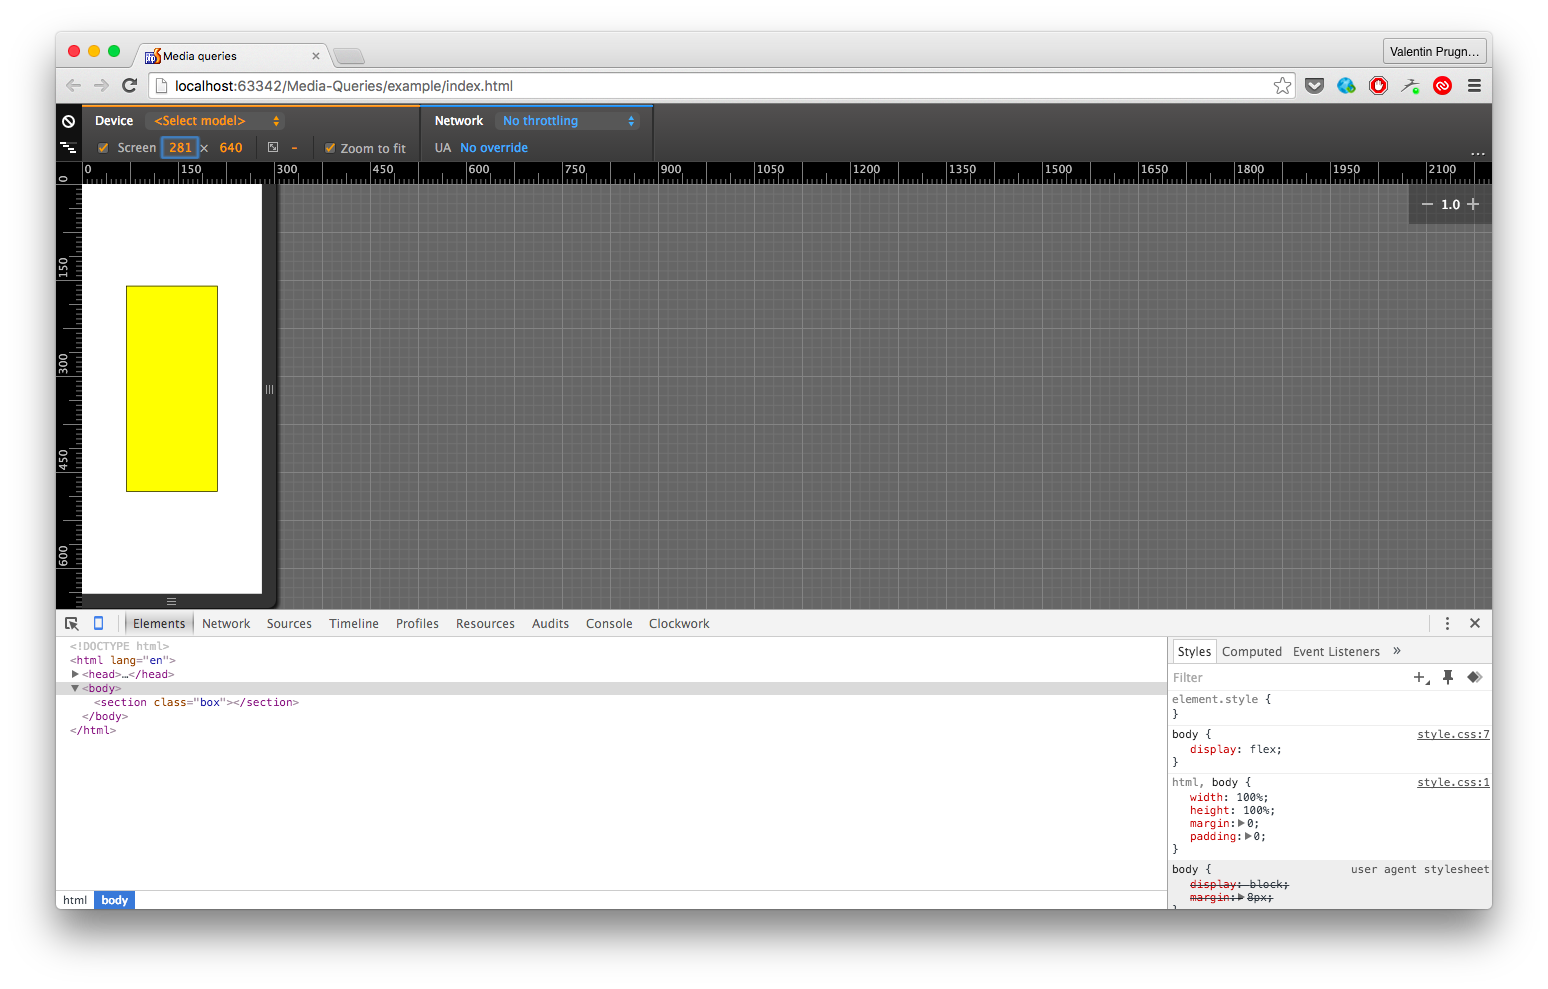 Media queries
Valentin Prugn...
localhost:63342/Media-Queries/example/index.html
Device <Select model> Network No throttling
Screen 281 × 640 - Zoom to fit UA No override
...
0 150 300 450 600 750 900 1050 1200 1350 1500 1650 1800 1950 2100
0
150
300
450
600
1.0
Elements Network Sources Timeline Profiles Resources Audits Console Clockwork
<!DOCTYPE html>
<html lang="en">
<head>…</head>
<body>
<section class="box"></section>
</body>
</html>
html body
Styles Computed Event Listeners »
Filter
element.style {
}
body { style.css:7
display: flex;
}
html, body { style.css:1
width: 100%;
height: 100%;
margin: 0;
padding: 0;
}
body { user agent stylesheet
display: block;
margin: 8px;
}